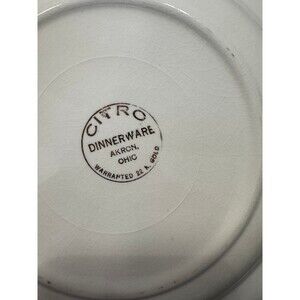 CITRO
DINNERWARE
AKRON,
OHIO
WARRANTED 22 K. GOLD